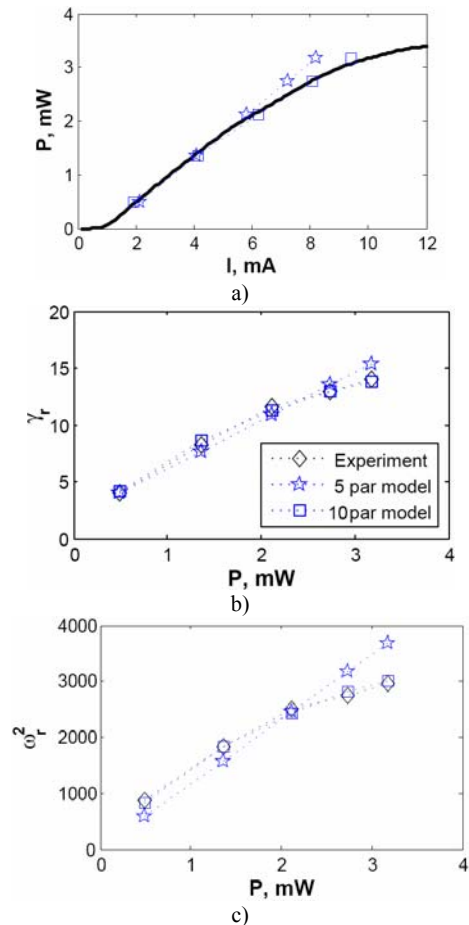 4
3
2
1
0
P, mW
0 2 4 6 8 10 12
I, mA
a)
20
15
10
5
0
γr
Experiment
5 par model
10par model
0 1 2 3 4
P, mW
b)
4000
3000
2000
1000
0
ω²r
0 1 2 3 4
P, mW
c)